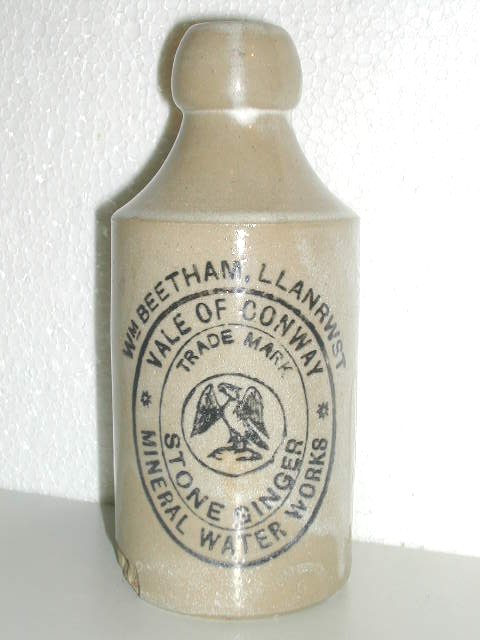 WM BEETHAM, LLANRWST
VALE OF CONWAY
TRADE MARK
STONE GINGER
MINERAL WATER WORKS